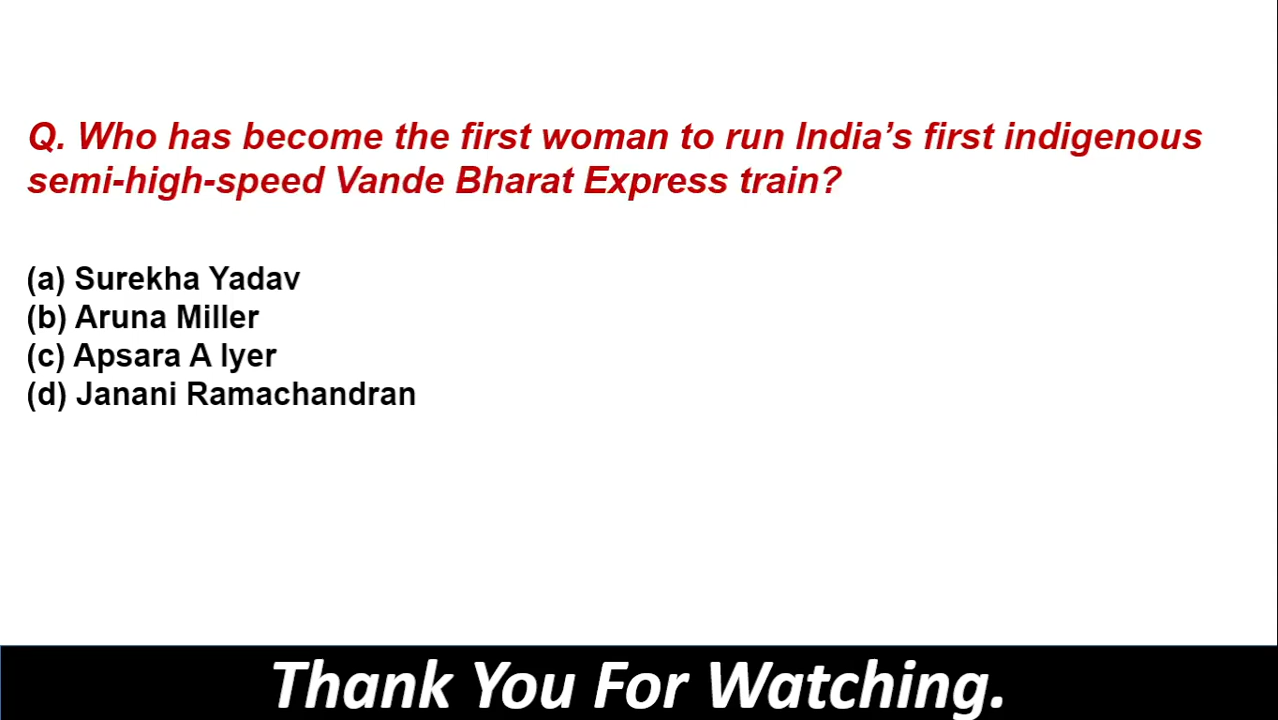 Q. Who has become the first woman to run India’s first indigenous
semi-high-speed Vande Bharat Express train?
(a) Surekha Yadav
(b) Aruna Miller
(c) Apsara A Iyer
(d) Janani Ramachandran
Thank You For Watching.